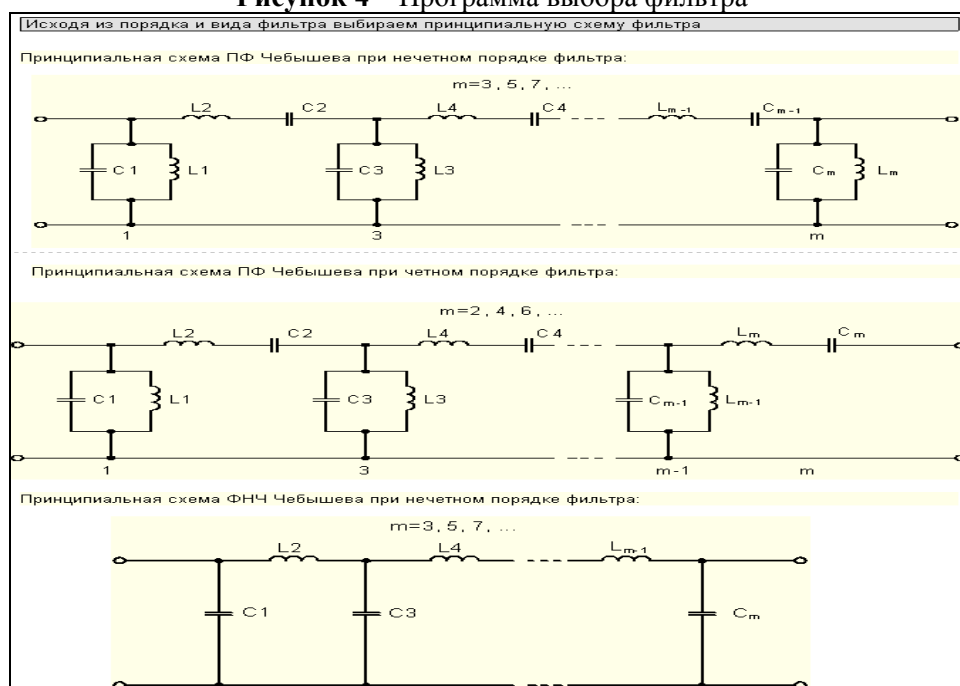 Рисунок 4 – Программа выбора фильтра
Исходя из порядка и вида фильтра выбираем принципиальную схему фильтра
Принципиальная схема ПФ Чебышева при нечетном порядке фильтра:
m=3, 5, 7, ...
L2 C2 L4 C4 Lm-1 Cm-1
C1 L1 C3 L3 Cm Lm
1 3 m
Принципиальная схема ПФ Чебышева при четном порядке фильтра:
m=2, 4, 6, ...
L2 C2 L4 C4 Lm Cm
C1 L1 C3 L3 Cm-1 Lm-1
1 3 m-1 m
Принципиальная схема ФНЧ Чебышева при нечетном порядке фильтра:
m=3, 5, 7, ...
L2 L4 Lm-1
C1 C3 Cm